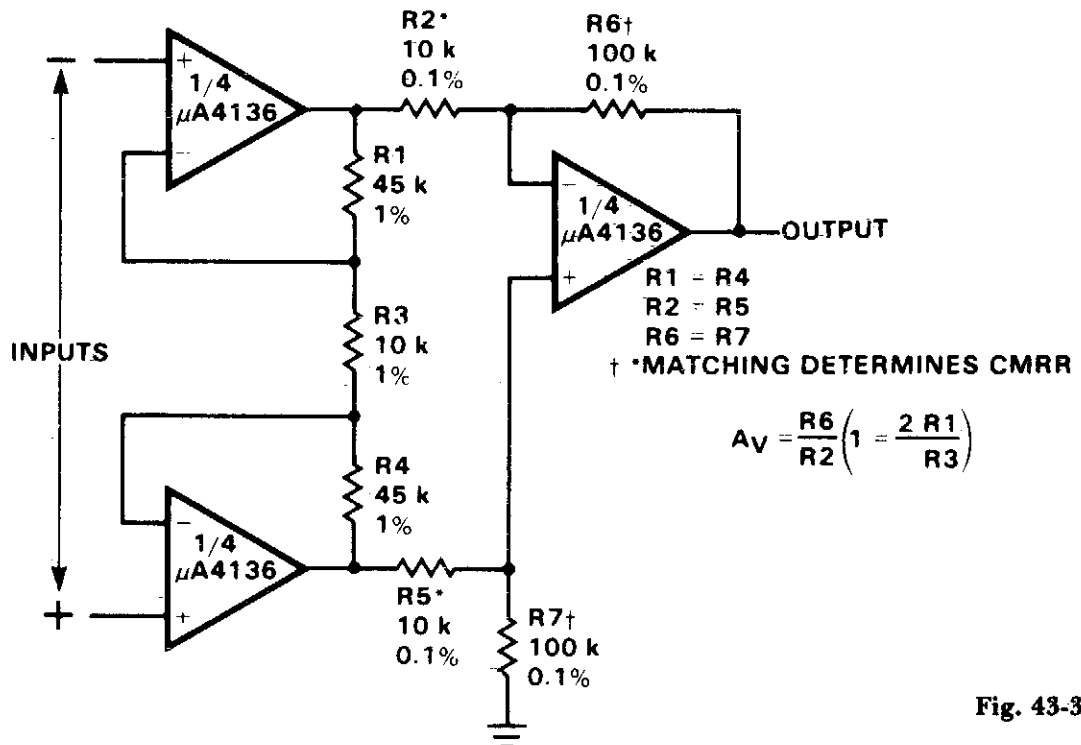 R2*
10 k
0.1%
R6†
100 k
0.1%
−
+
1/4
μA4136
−
R1
45 k
1%
−
1/4
μA4136
+
OUTPUT
R1 = R4
R2 = R5
R6 = R7
† *MATCHING DETERMINES CMRR
INPUTS
R3
10 k
1%
AV = R6/R2 (1 = 2 R1/R3)
R4
45 k
1%
−
1/4
μA4136
+
+
R5*
10 k
0.1%
R7†
100 k
0.1%
Fig. 43-3